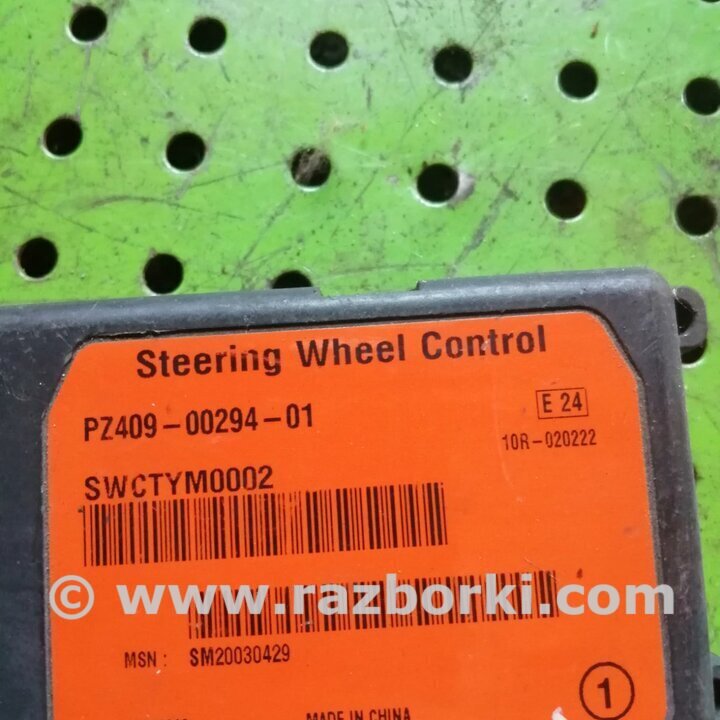 Steering Wheel Control
PZ409-00294-01
E 24
10R-020222
SWCTYM0002
© www.razborki.com
MSN: SM20030429
1
MADE IN CHINA